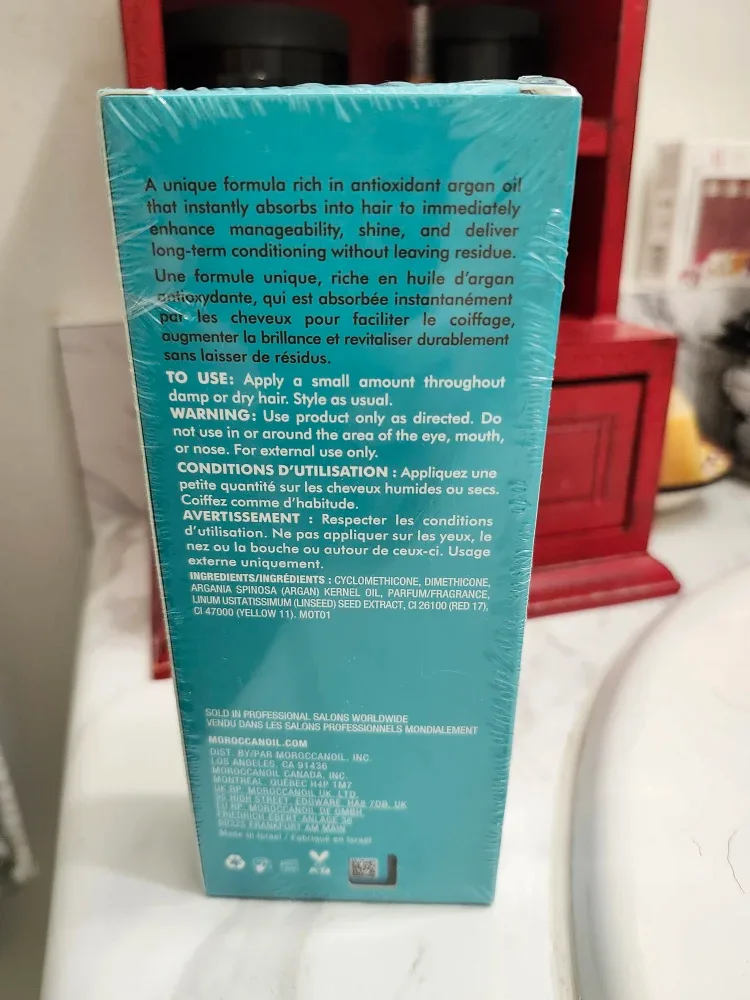 A unique formula rich in antioxidant argan oil
that instantly absorbs into hair to immediately
enhance manageability, shine, and deliver
long-term conditioning without leaving residue.
Une formule unique, riche en huile d'argan
antioxydante, qui est absorbée instantanément
par les cheveux pour faciliter le coiffage,
augmenter la brillance et revitaliser durablement
sans laisser de résidus.
TO USE: Apply a small amount throughout
damp or dry hair. Style as usual.
WARNING: Use product only as directed. Do
not use in or around the area of the eye, mouth,
or nose. For external use only.
CONDITIONS D'UTILISATION : Appliquez une
petite quantité sur les cheveux humides ou secs.
Coiffez comme d'habitude.
AVERTISSEMENT : Respecter les conditions
d'utilisation. Ne pas appliquer sur les yeux, le
nez ou la bouche ou autour de ceux-ci. Usage
externe uniquement.
INGREDIENTS/INGRÉDIENTS : CYCLOMETHICONE, DIMETHICONE,
ARGANIA SPINOSA (ARGAN) KERNEL OIL, PARFUM/FRAGRANCE,
LINUM USITATISSIMUM (LINSEED) SEED EXTRACT, CI 26100 (RED 17),
CI 47000 (YELLOW 11). MOT01
SOLD IN PROFESSIONAL SALONS WORLDWIDE
VENDU DANS LES SALONS PROFESSIONNELS MONDIALEMENT
MOROCCANOIL.COM
DIST. BY/PAR MOROCCANOIL, INC.
LOS ANGELES, CA 91436
MOROCCANOIL CANADA, INC.
MONTRÉAL, QUÉBEC H4P 1M7
UK RP, MOROCCANOIL UK, LTD.
HIGH STREET, EDGWARE, HA8 7DB, UK
EU RP, MOROCCANOIL DE GMBH,
FRIEDRICH EBERT ANLAGE 36
60325 FRANKFURT AM MAIN
Made in Israel / Fabriqué en Israël